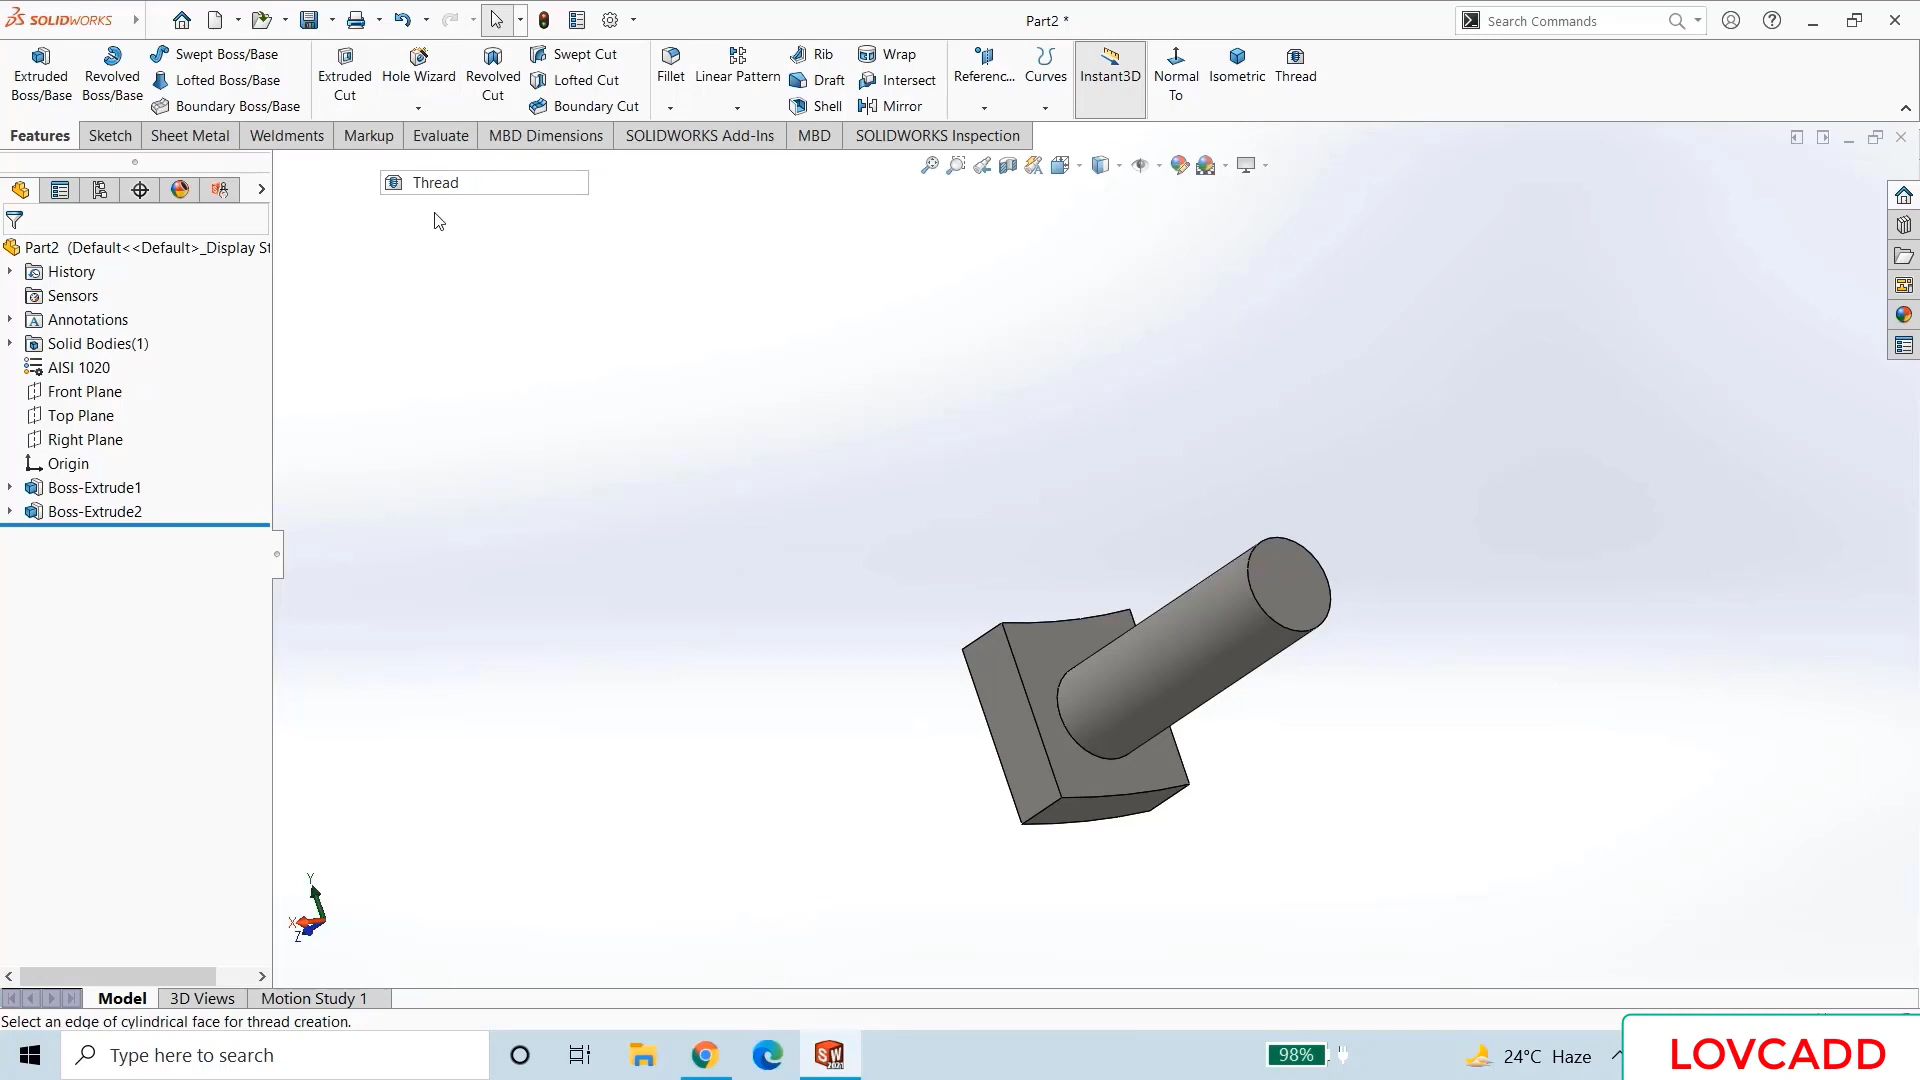 SOLIDWORKS
Part2 *
Search Commands
Extruded Boss/Base
Revolved Boss/Base
Swept Boss/Base
Lofted Boss/Base
Boundary Boss/Base
Extruded Cut
Hole Wizard
Revolved Cut
Swept Cut
Lofted Cut
Boundary Cut
Fillet
Linear Pattern
Rib
Draft
Shell
Wrap
Intersect
Mirror
Referenc...
Curves
Instant3D
Normal To
Isometric
Thread
Features
Sketch
Sheet Metal
Weldments
Markup
Evaluate
MBD Dimensions
SOLIDWORKS Add-Ins
MBD
SOLIDWORKS Inspection
Thread
Part2 (Default<<Default>_Display St
History
Sensors
Annotations
Solid Bodies(1)
AISI 1020
Front Plane
Top Plane
Right Plane
Origin
Boss-Extrude1
Boss-Extrude2
Y
X
Z
Model
3D Views
Motion Study 1
Select an edge of cylindrical face for thread creation.
Type here to search
98%
24°C Haze
LOVCADD